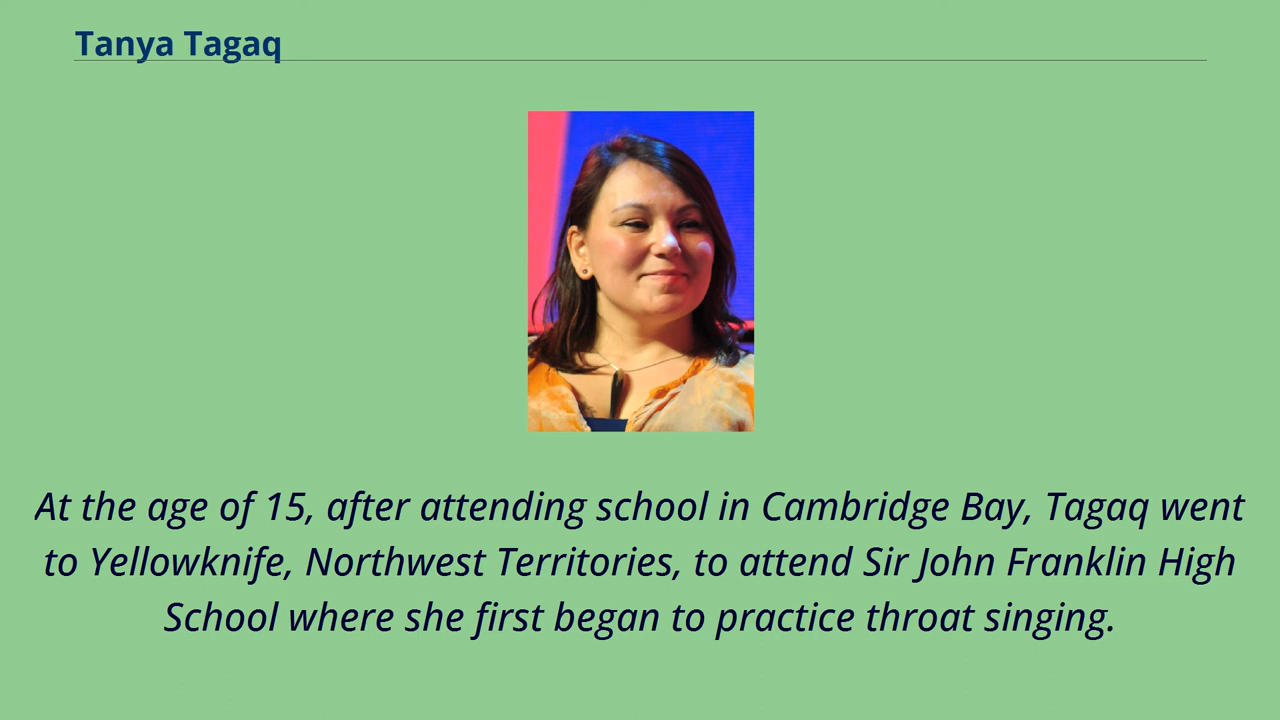 Tanya Tagaq
At the age of 15, after attending school in Cambridge Bay, Tagaq went
to Yellowknife, Northwest Territories, to attend Sir John Franklin High
School where she first began to practice throat singing.